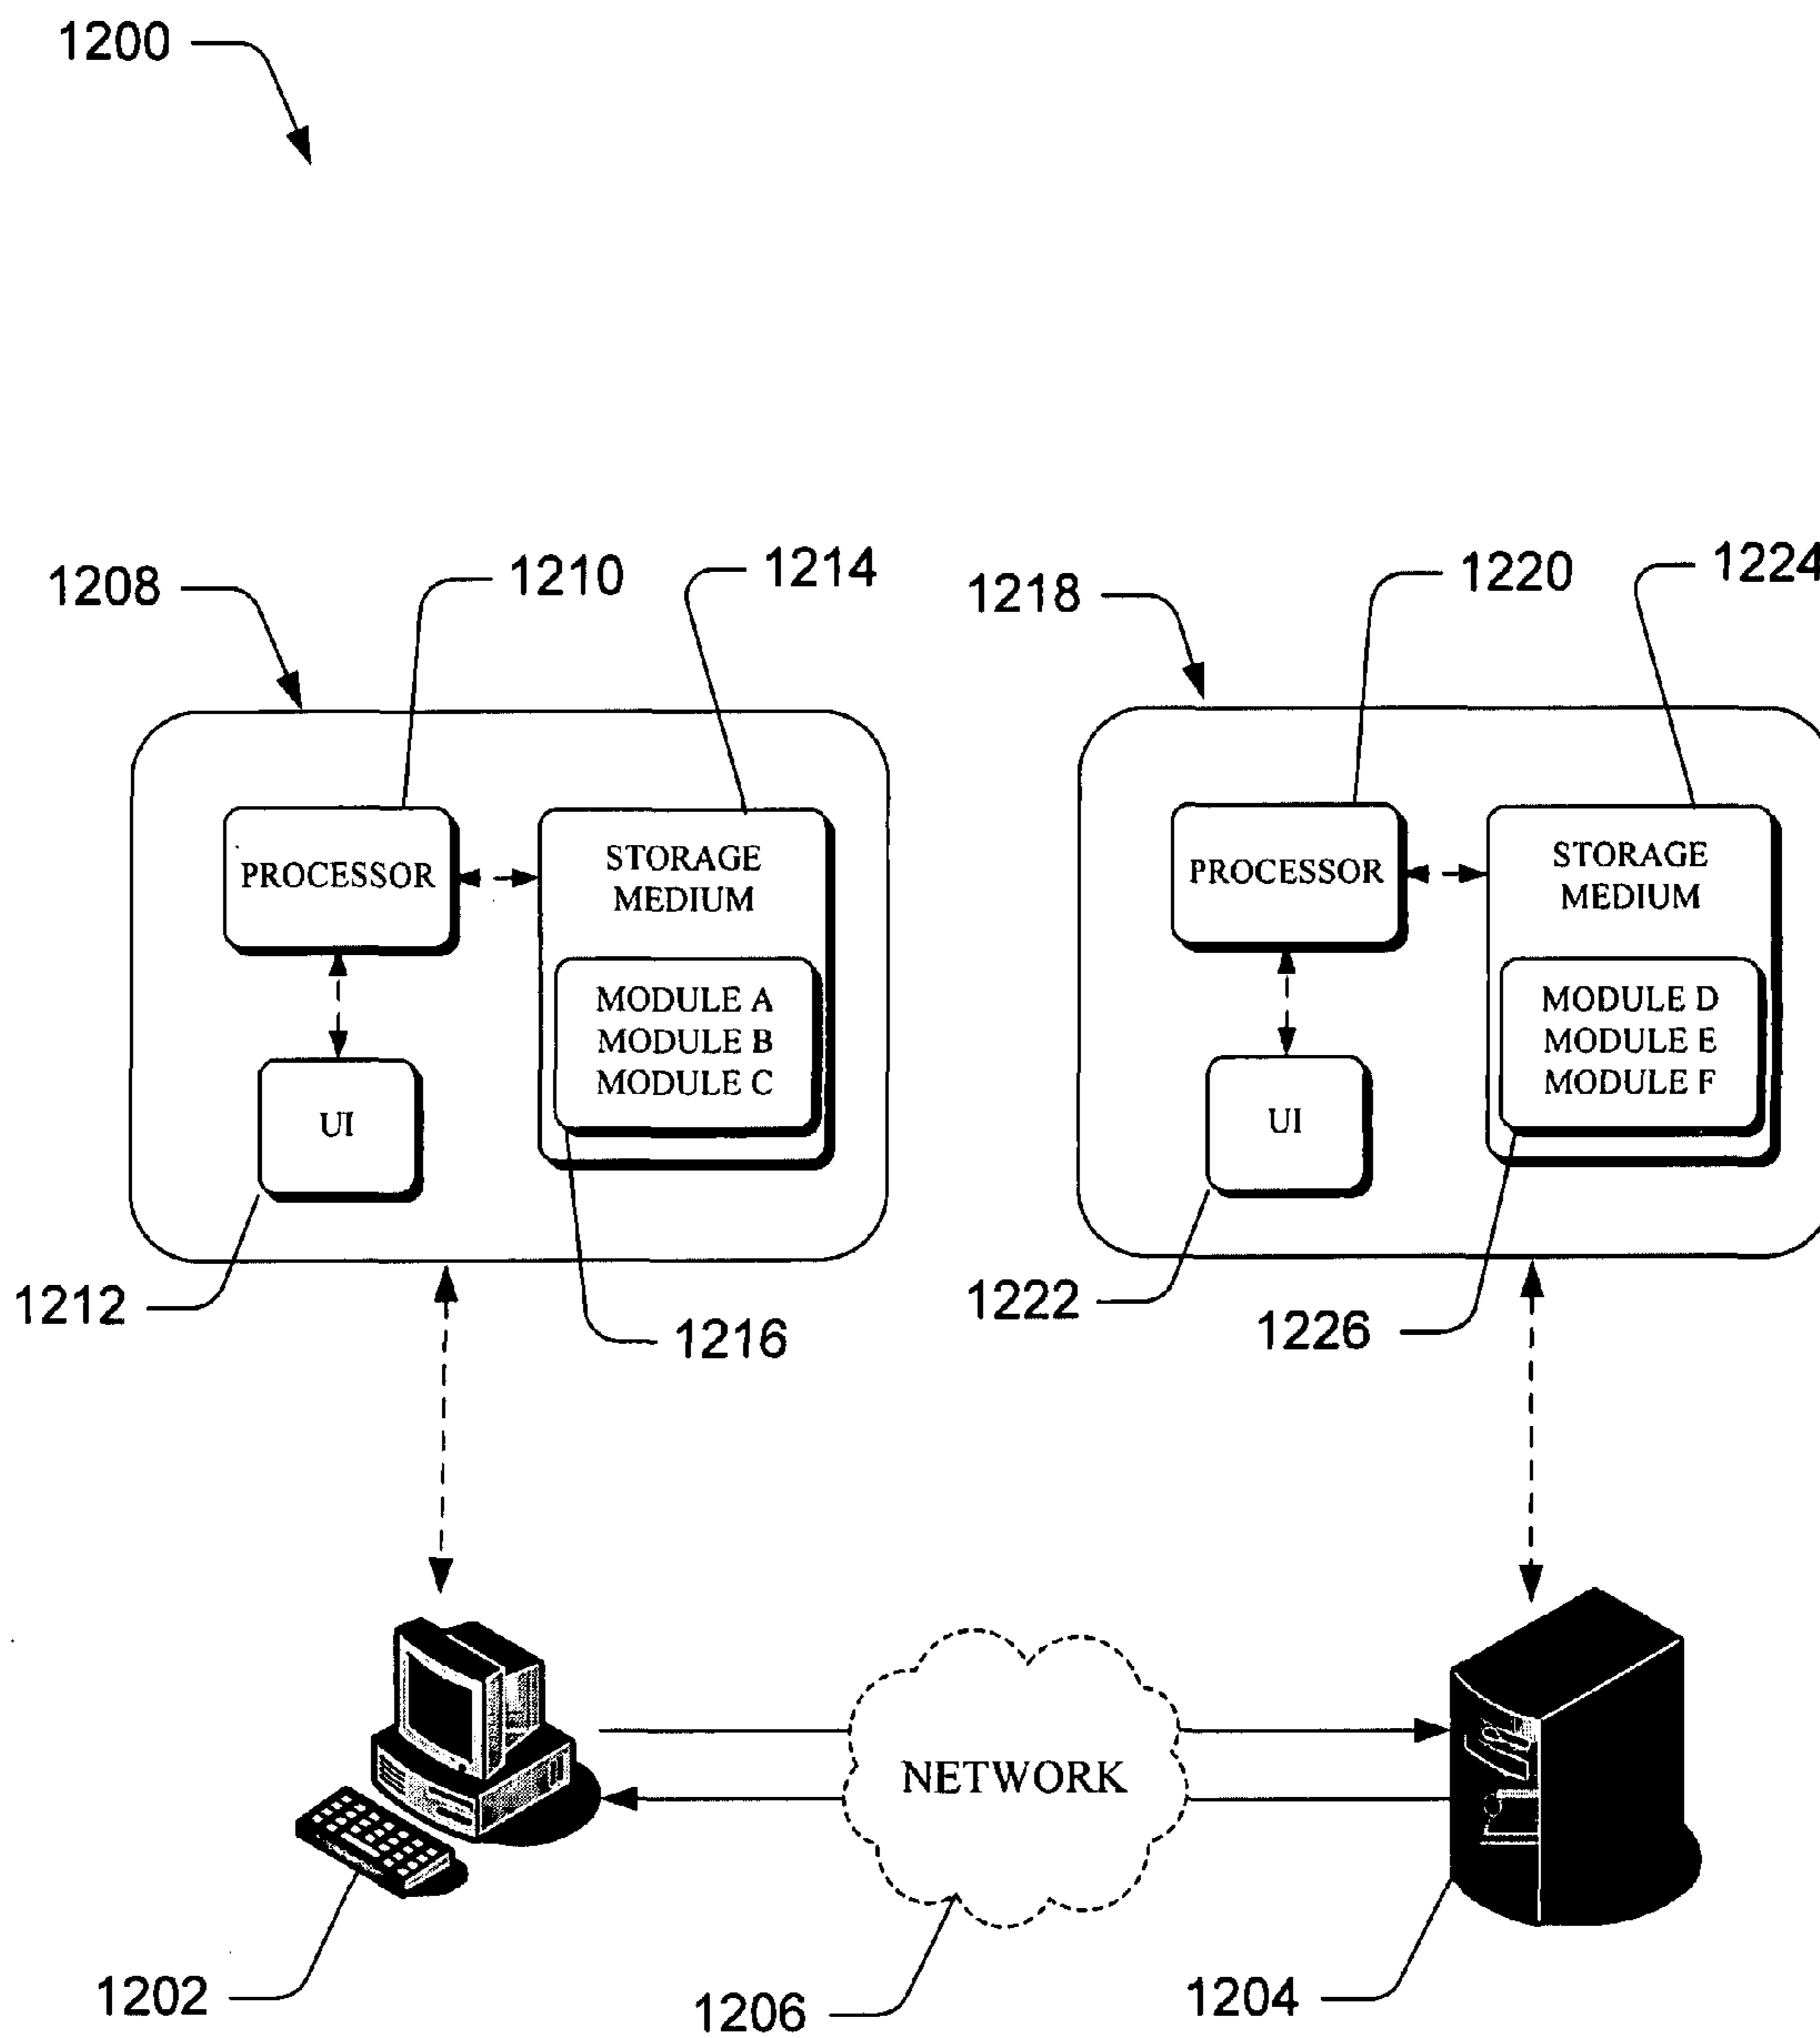 1200
1208
1210
1214
1218
1220
1224
PROCESSOR
STORAGE
MEDIUM
MODULE A
MODULE B
MODULE C
UI
PROCESSOR
STORAGE
MEDIUM
MODULE D
MODULE E
MODULE F
UI
1212
1216
1222
1226
NETWORK
1202
1206
1204